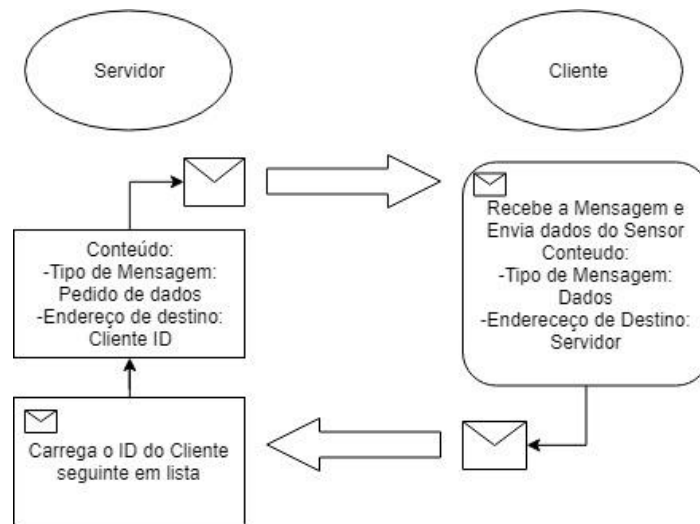 Servidor
Cliente
Conteúdo:
-Tipo de Mensagem:
Pedido de dados
-Endereço de destino:
Cliente ID
Recebe a Mensagem e
Envia dados do Sensor
Conteudo:
-Tipo de Mensagem:
Dados
-Endereceço de Destino:
Servidor
Carrega o ID do Cliente
seguinte em lista